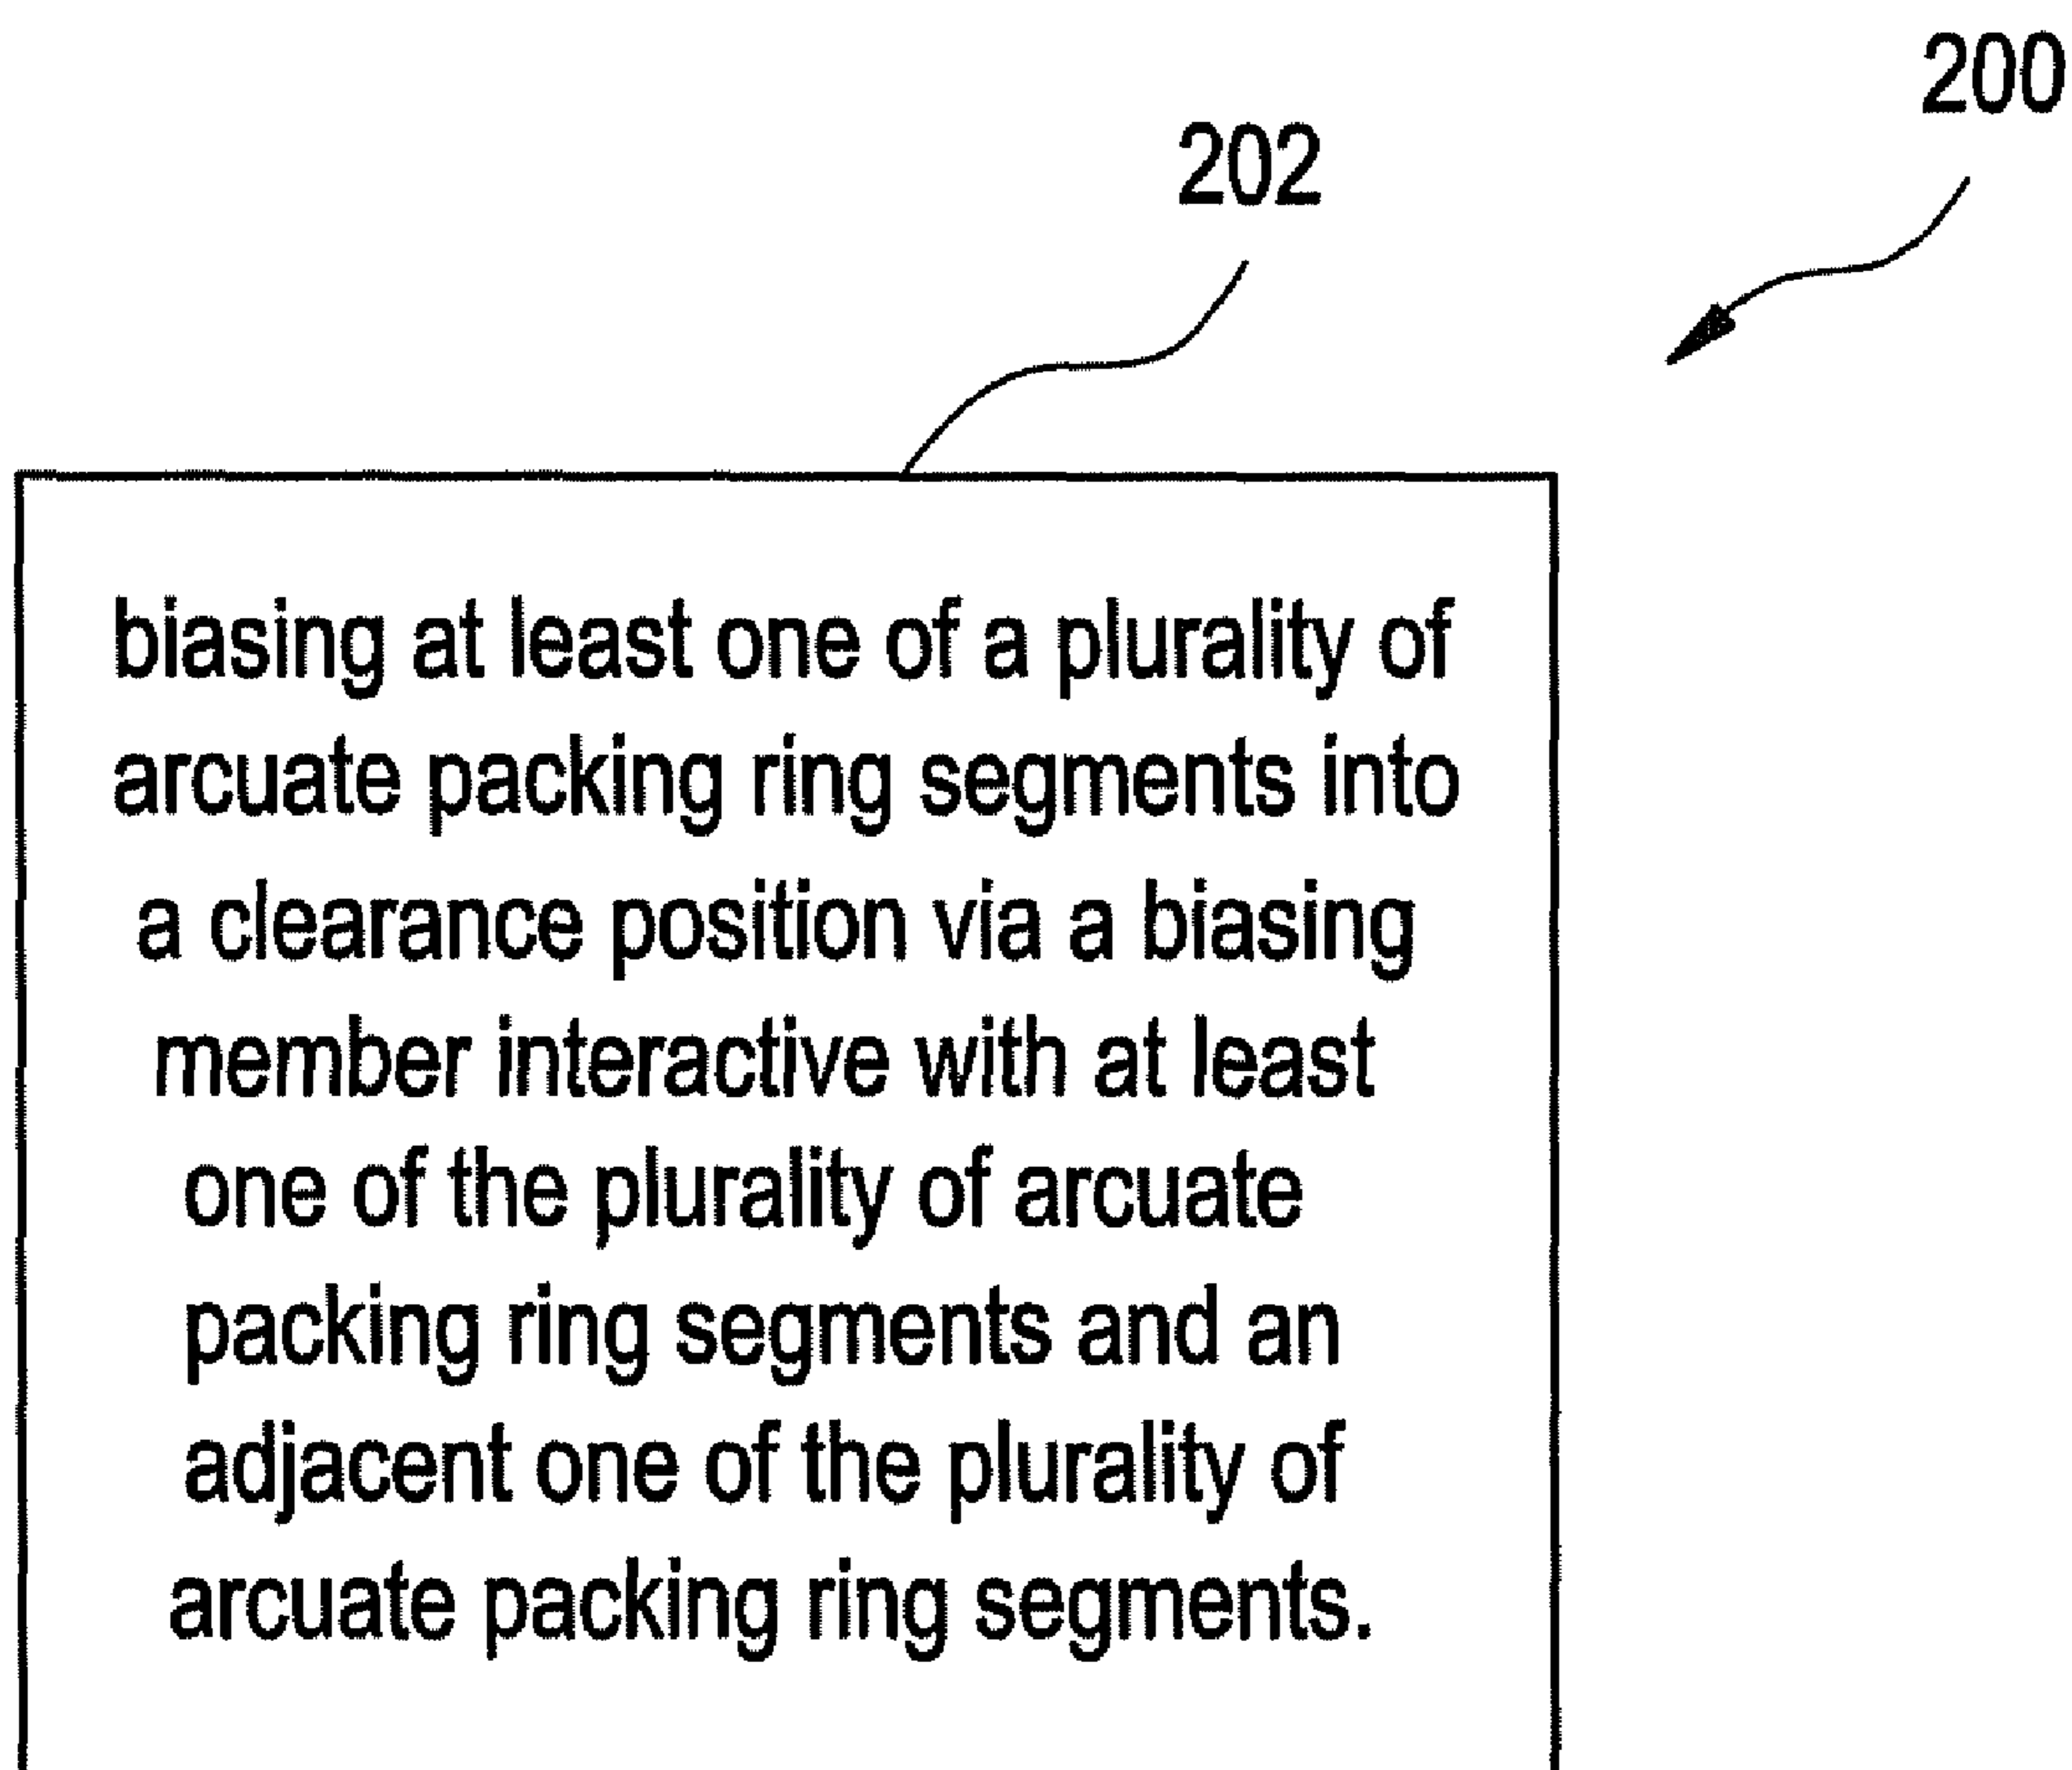 200
202
biasing at least one of a plurality of
arcuate packing ring segments into
a clearance position via a biasing
member interactive with at least
one of the plurality of arcuate
packing ring segments and an
adjacent one of the plurality of
arcuate packing ring segments.